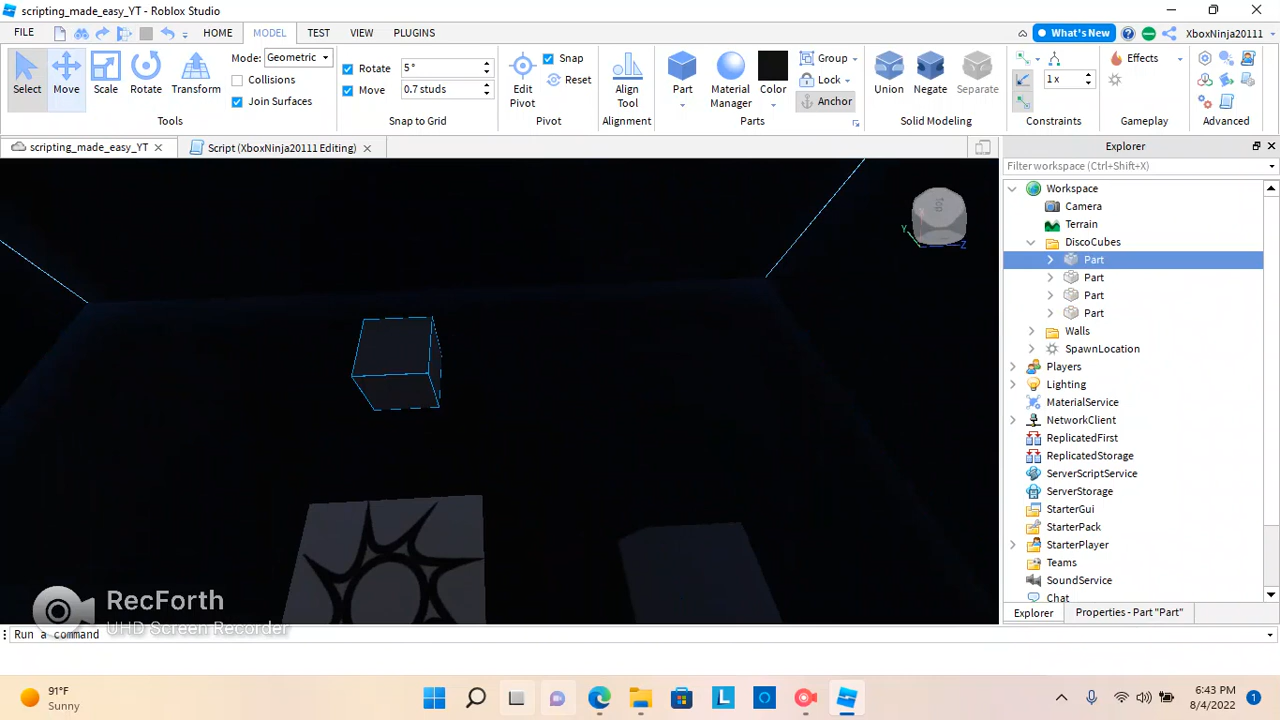 scripting_made_easy_YT - Roblox Studio
FILE HOME MODEL TEST VIEW PLUGINS What's New XboxNinja20111
Select Move Scale Rotate Transform
Mode: Geometric
Collisions
Join Surfaces
Tools
Rotate 5 °
Move 0.7 studs
Snap to Grid
Edit Pivot
Snap
Reset
Pivot
Align Tool
Alignment
Part Material Manager Color
Group
Lock
Anchor
Parts
Union Negate Separate
Solid Modeling
1 x
Constraints
Effects
Gameplay
Advanced
scripting_made_easy_YT Script (XboxNinja20111 Editing)
Top
Y Z
Explorer
Filter workspace (Ctrl+Shift+X)
Workspace
Camera
Terrain
DiscoCubes
Part
Part
Part
Part
Walls
SpawnLocation
Players
Lighting
MaterialService
NetworkClient
ReplicatedFirst
ReplicatedStorage
ServerScriptService
ServerStorage
StarterGui
StarterPack
StarterPlayer
Teams
SoundService
Chat
Explorer Properties - Part "Part"
RecForth
UHD Screen Recorder
Run a command
91°F
Sunny
L
6:43 PM
8/4/2022
1